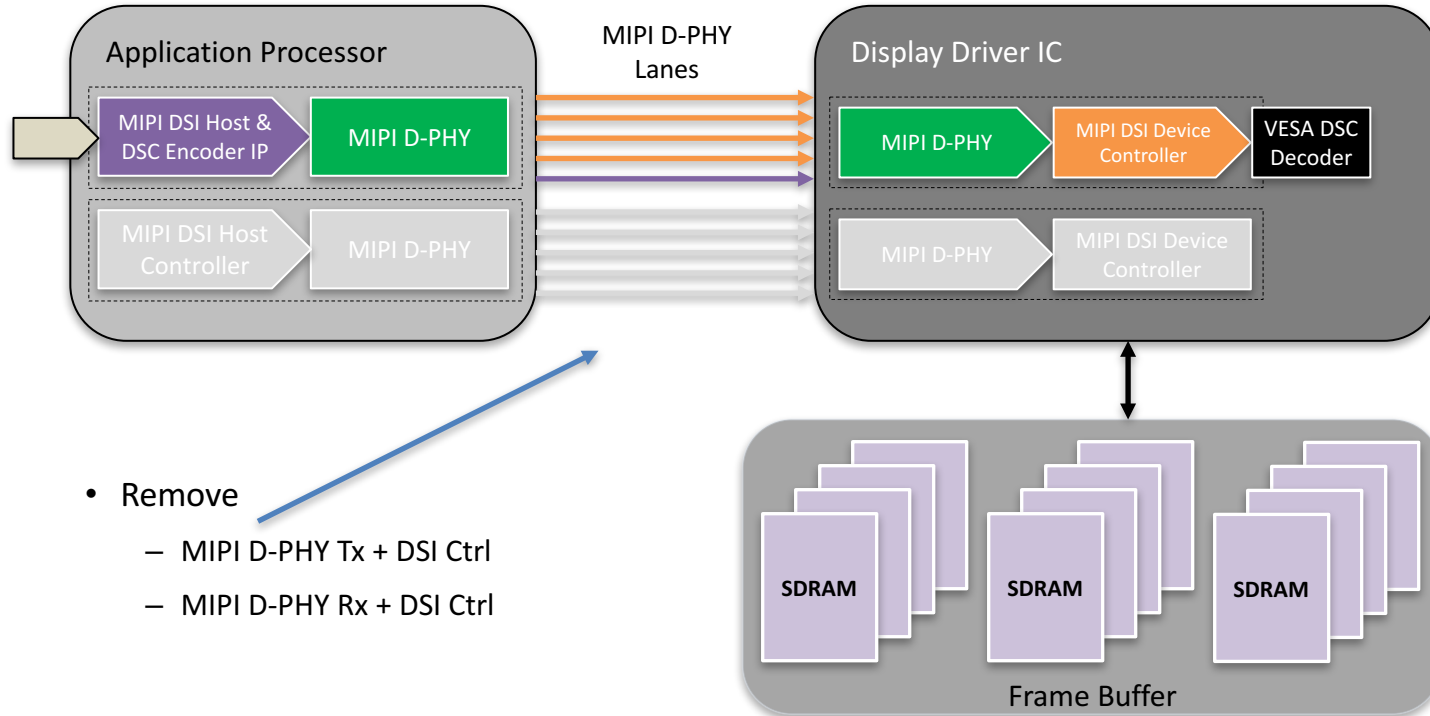 Application Processor
MIPI DSI Host &
DSC Encoder IP
MIPI D-PHY
MIPI DSI Host
Controller
MIPI D-PHY
MIPI D-PHY
Lanes
Display Driver IC
MIPI D-PHY
MIPI DSI Device
Controller
VESA DSC
Decoder
MIPI D-PHY
MIPI DSI Device
Controller
• Remove
– MIPI D-PHY Tx + DSI Ctrl
– MIPI D-PHY Rx + DSI Ctrl
SDRAM
SDRAM
SDRAM
Frame Buffer